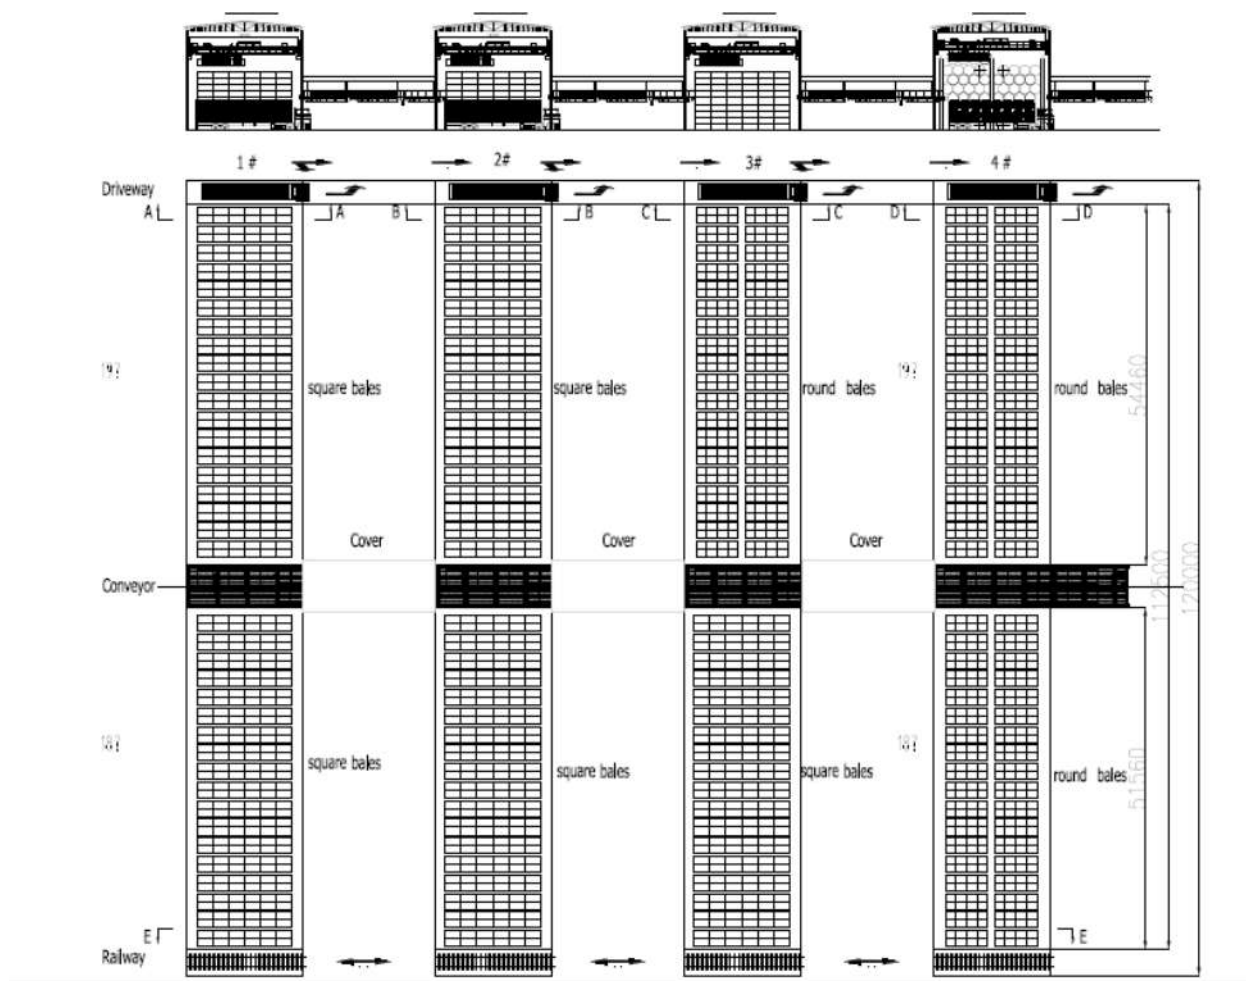 1 #
2#
3#
4 #
Driveway
A
A
B
B
C
C
D
D
square bales
square bales
round bales
round bales
54460
Cover
Cover
Cover
Conveyor
112500
120000
square bales
square bales
square bales
round bales
51560
E
E
Railway